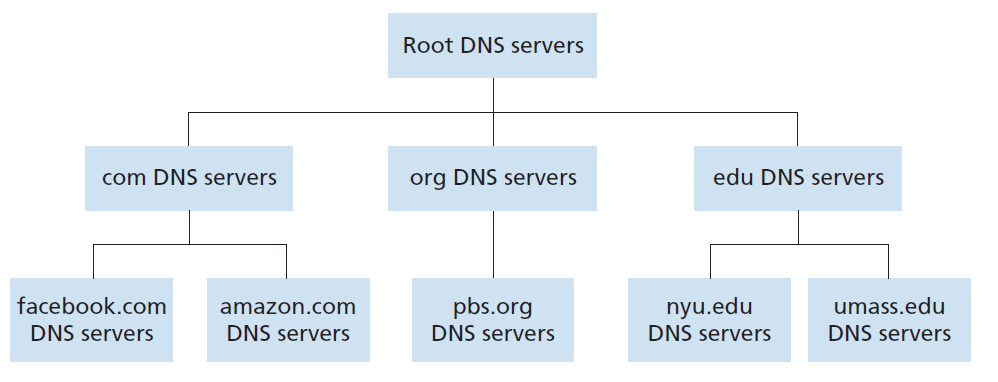 Root DNS servers
com DNS servers
org DNS servers
edu DNS servers
facebook.com
DNS servers
amazon.com
DNS servers
pbs.org
DNS servers
nyu.edu
DNS servers
umass.edu
DNS servers